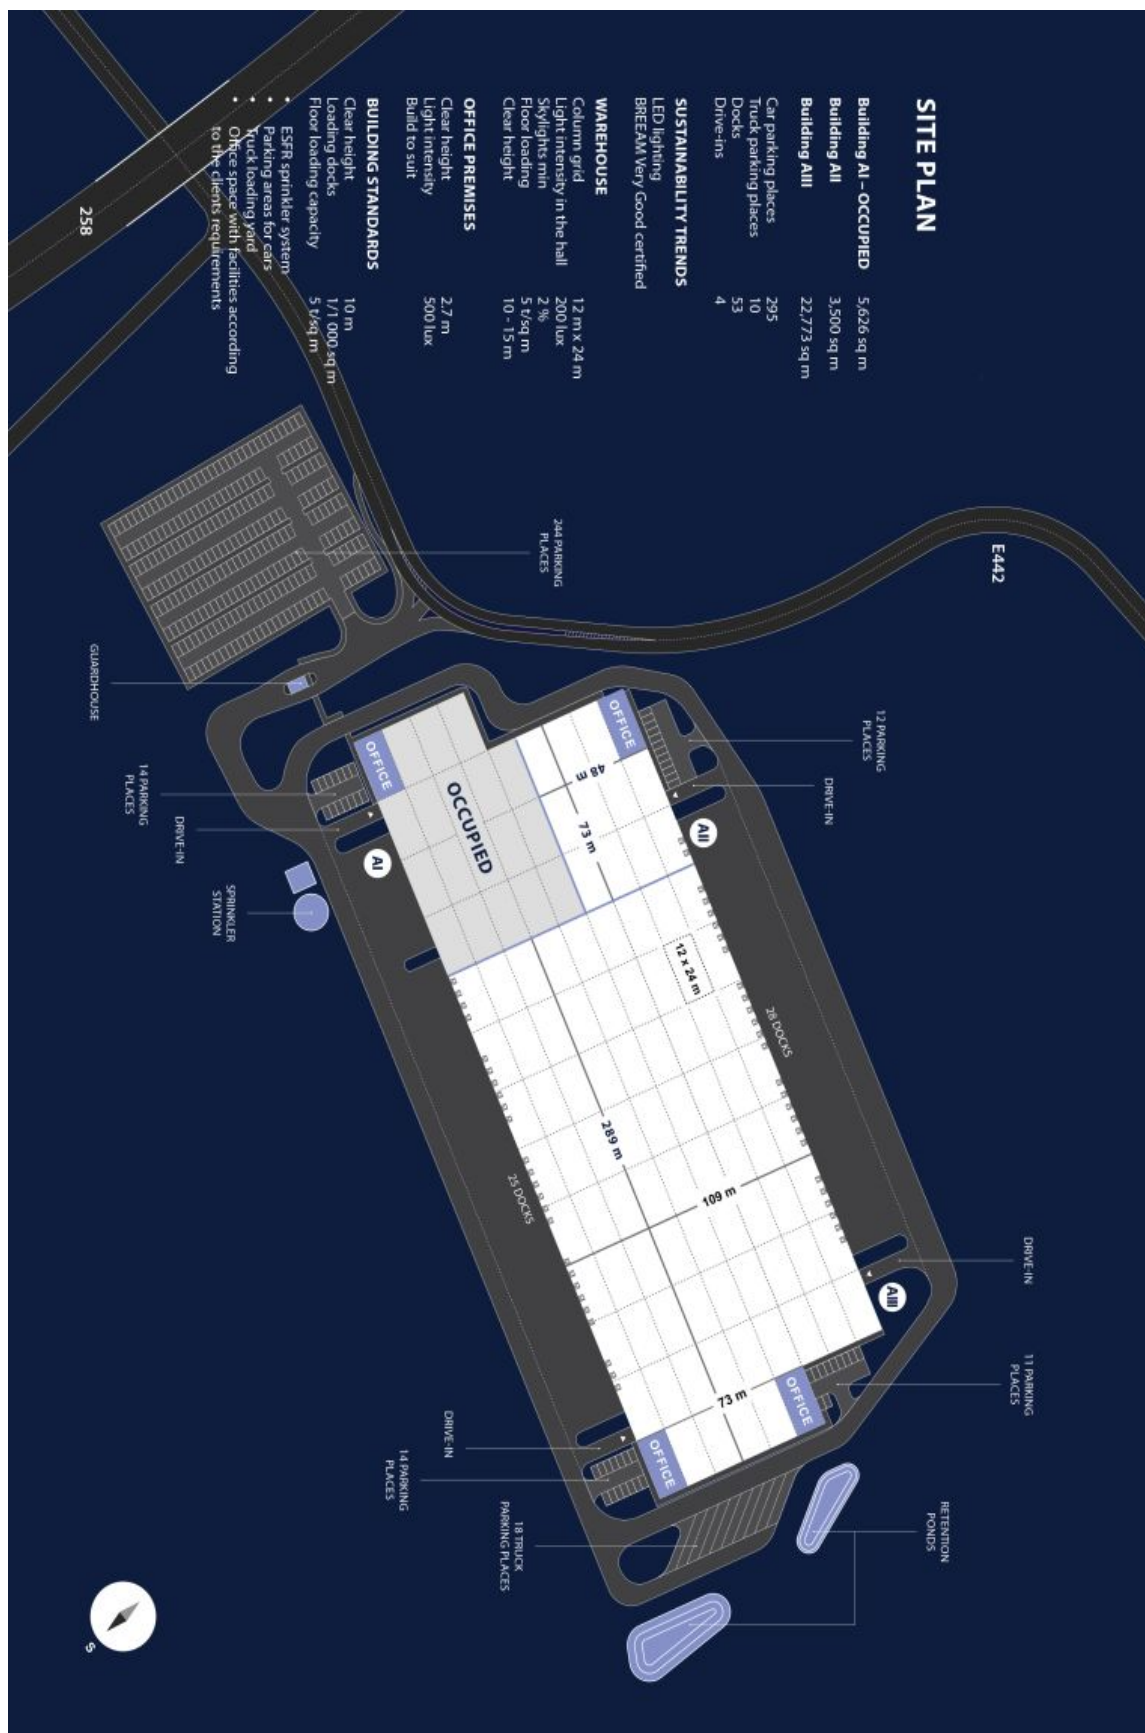 SITE PLAN
Building AI – OCCUPIED 5,626 sq m
Building AII 3,500 sq m
Building AIII 22,773 sq m
Car parking places 295
Truck parking places 10
Docks 53
Drive-ins 4
SUSTAINABILITY TRENDS
LED lighting
BREEAM Very Good certified
WAREHOUSE
Column grid 12 m x 24 m
Light intensity in the hall 200 lux
Skylights min 2 %
Floor loading 5 t/sq m
Clear height 10 - 15 m
OFFICE PREMISES
Clear height 2.7 m
Light intensity 500 lux
Build to suit
BUILDING STANDARDS
Clear height 10 m
Loading docks 1/1 000 sq m
Floor loading capacity 5 t/sq m
• ESFR sprinkler system
• Parking areas for cars
• Truck loading yard
• Office space with facilities according
to the clients requirements
258
E442
244 PARKING
PLACES
GUARDHOUSE
12 PARKING
PLACES
DRIVE-IN
14 PARKING
PLACES
DRIVE-IN
SPRINKLER
STATION
OFFICE
OFFICE
48 m
73 m
OCCUPIED
AI
AII
12 x 24 m
28 DOCKS
289 m
109 m
25 DOCKS
DRIVE-IN
AIII
11 PARKING
PLACES
73 m
OFFICE
OFFICE
DRIVE-IN
14 PARKING
PLACES
18 TRUCK
PARKING PLACES
RETENTION
PONDS
S